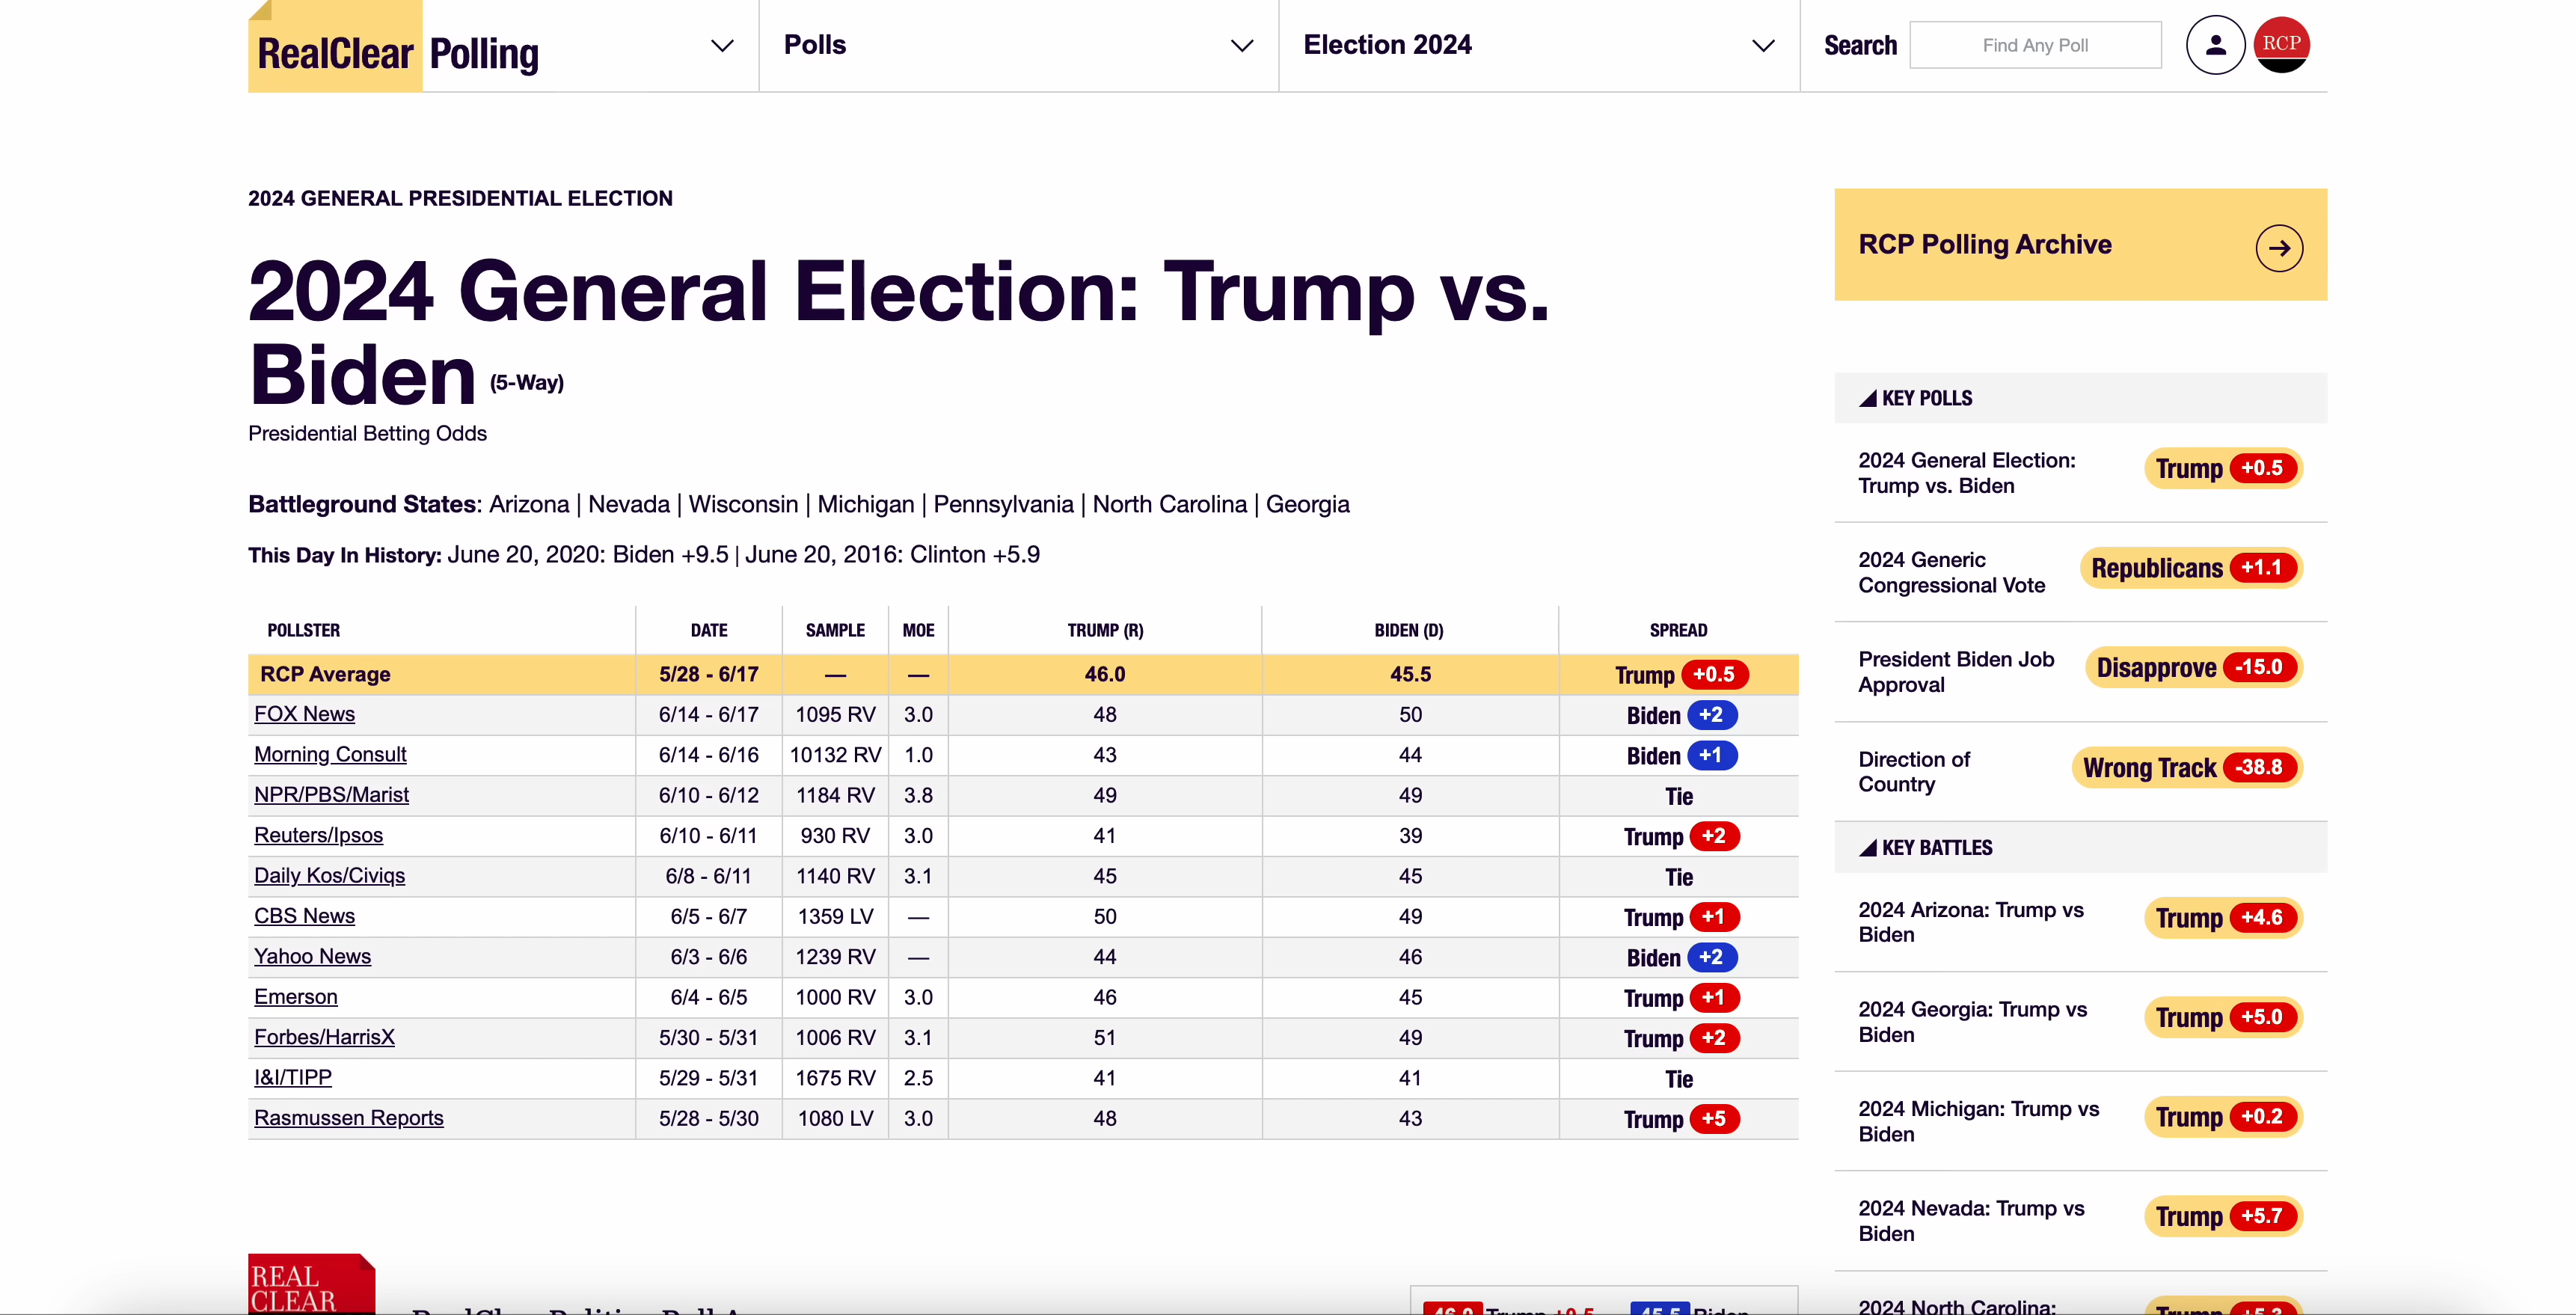 RealClear Polling
Polls
Election 2024
Search
Find Any Poll
RCP
2024 GENERAL PRESIDENTIAL ELECTION
2024 General Election: Trump vs.
Biden (5-Way)
Presidential Betting Odds
Battleground States: Arizona | Nevada | Wisconsin | Michigan | Pennsylvania | North Carolina | Georgia
This Day In History: June 20, 2020: Biden +9.5 | June 20, 2016: Clinton +5.9
POLLSTER DATE SAMPLE MOE TRUMP (R) BIDEN (D) SPREAD
RCP Average 5/28 - 6/17 — — 46.0 45.5 Trump +0.5
FOX News 6/14 - 6/17 1095 RV 3.0 48 50 Biden +2
Morning Consult 6/14 - 6/16 10132 RV 1.0 43 44 Biden +1
NPR/PBS/Marist 6/10 - 6/12 1184 RV 3.8 49 49 Tie
Reuters/Ipsos 6/10 - 6/11 930 RV 3.0 41 39 Trump +2
Daily Kos/Civiqs 6/8 - 6/11 1140 RV 3.1 45 45 Tie
CBS News 6/5 - 6/7 1359 LV — 50 49 Trump +1
Yahoo News 6/3 - 6/6 1239 RV — 44 46 Biden +2
Emerson 6/4 - 6/5 1000 RV 3.0 46 45 Trump +1
Forbes/HarrisX 5/30 - 5/31 1006 RV 3.1 51 49 Trump +2
I&I/TIPP 5/29 - 5/31 1675 RV 2.5 41 41 Tie
Rasmussen Reports 5/28 - 5/30 1080 LV 3.0 48 43 Trump +5
REAL
CLEAR
46.0 Trump +0.5 45.5 Biden
RCP Polling Archive
KEY POLLS
2024 General Election:
Trump vs. Biden
Trump +0.5
2024 Generic
Congressional Vote
Republicans +1.1
President Biden Job
Approval
Disapprove -15.0
Direction of
Country
Wrong Track -38.8
KEY BATTLES
2024 Arizona: Trump vs
Biden
Trump +4.6
2024 Georgia: Trump vs
Biden
Trump +5.0
2024 Michigan: Trump vs
Biden
Trump +0.2
2024 Nevada: Trump vs
Biden
Trump +5.7
2024 North Carolina:
Trump +5.3